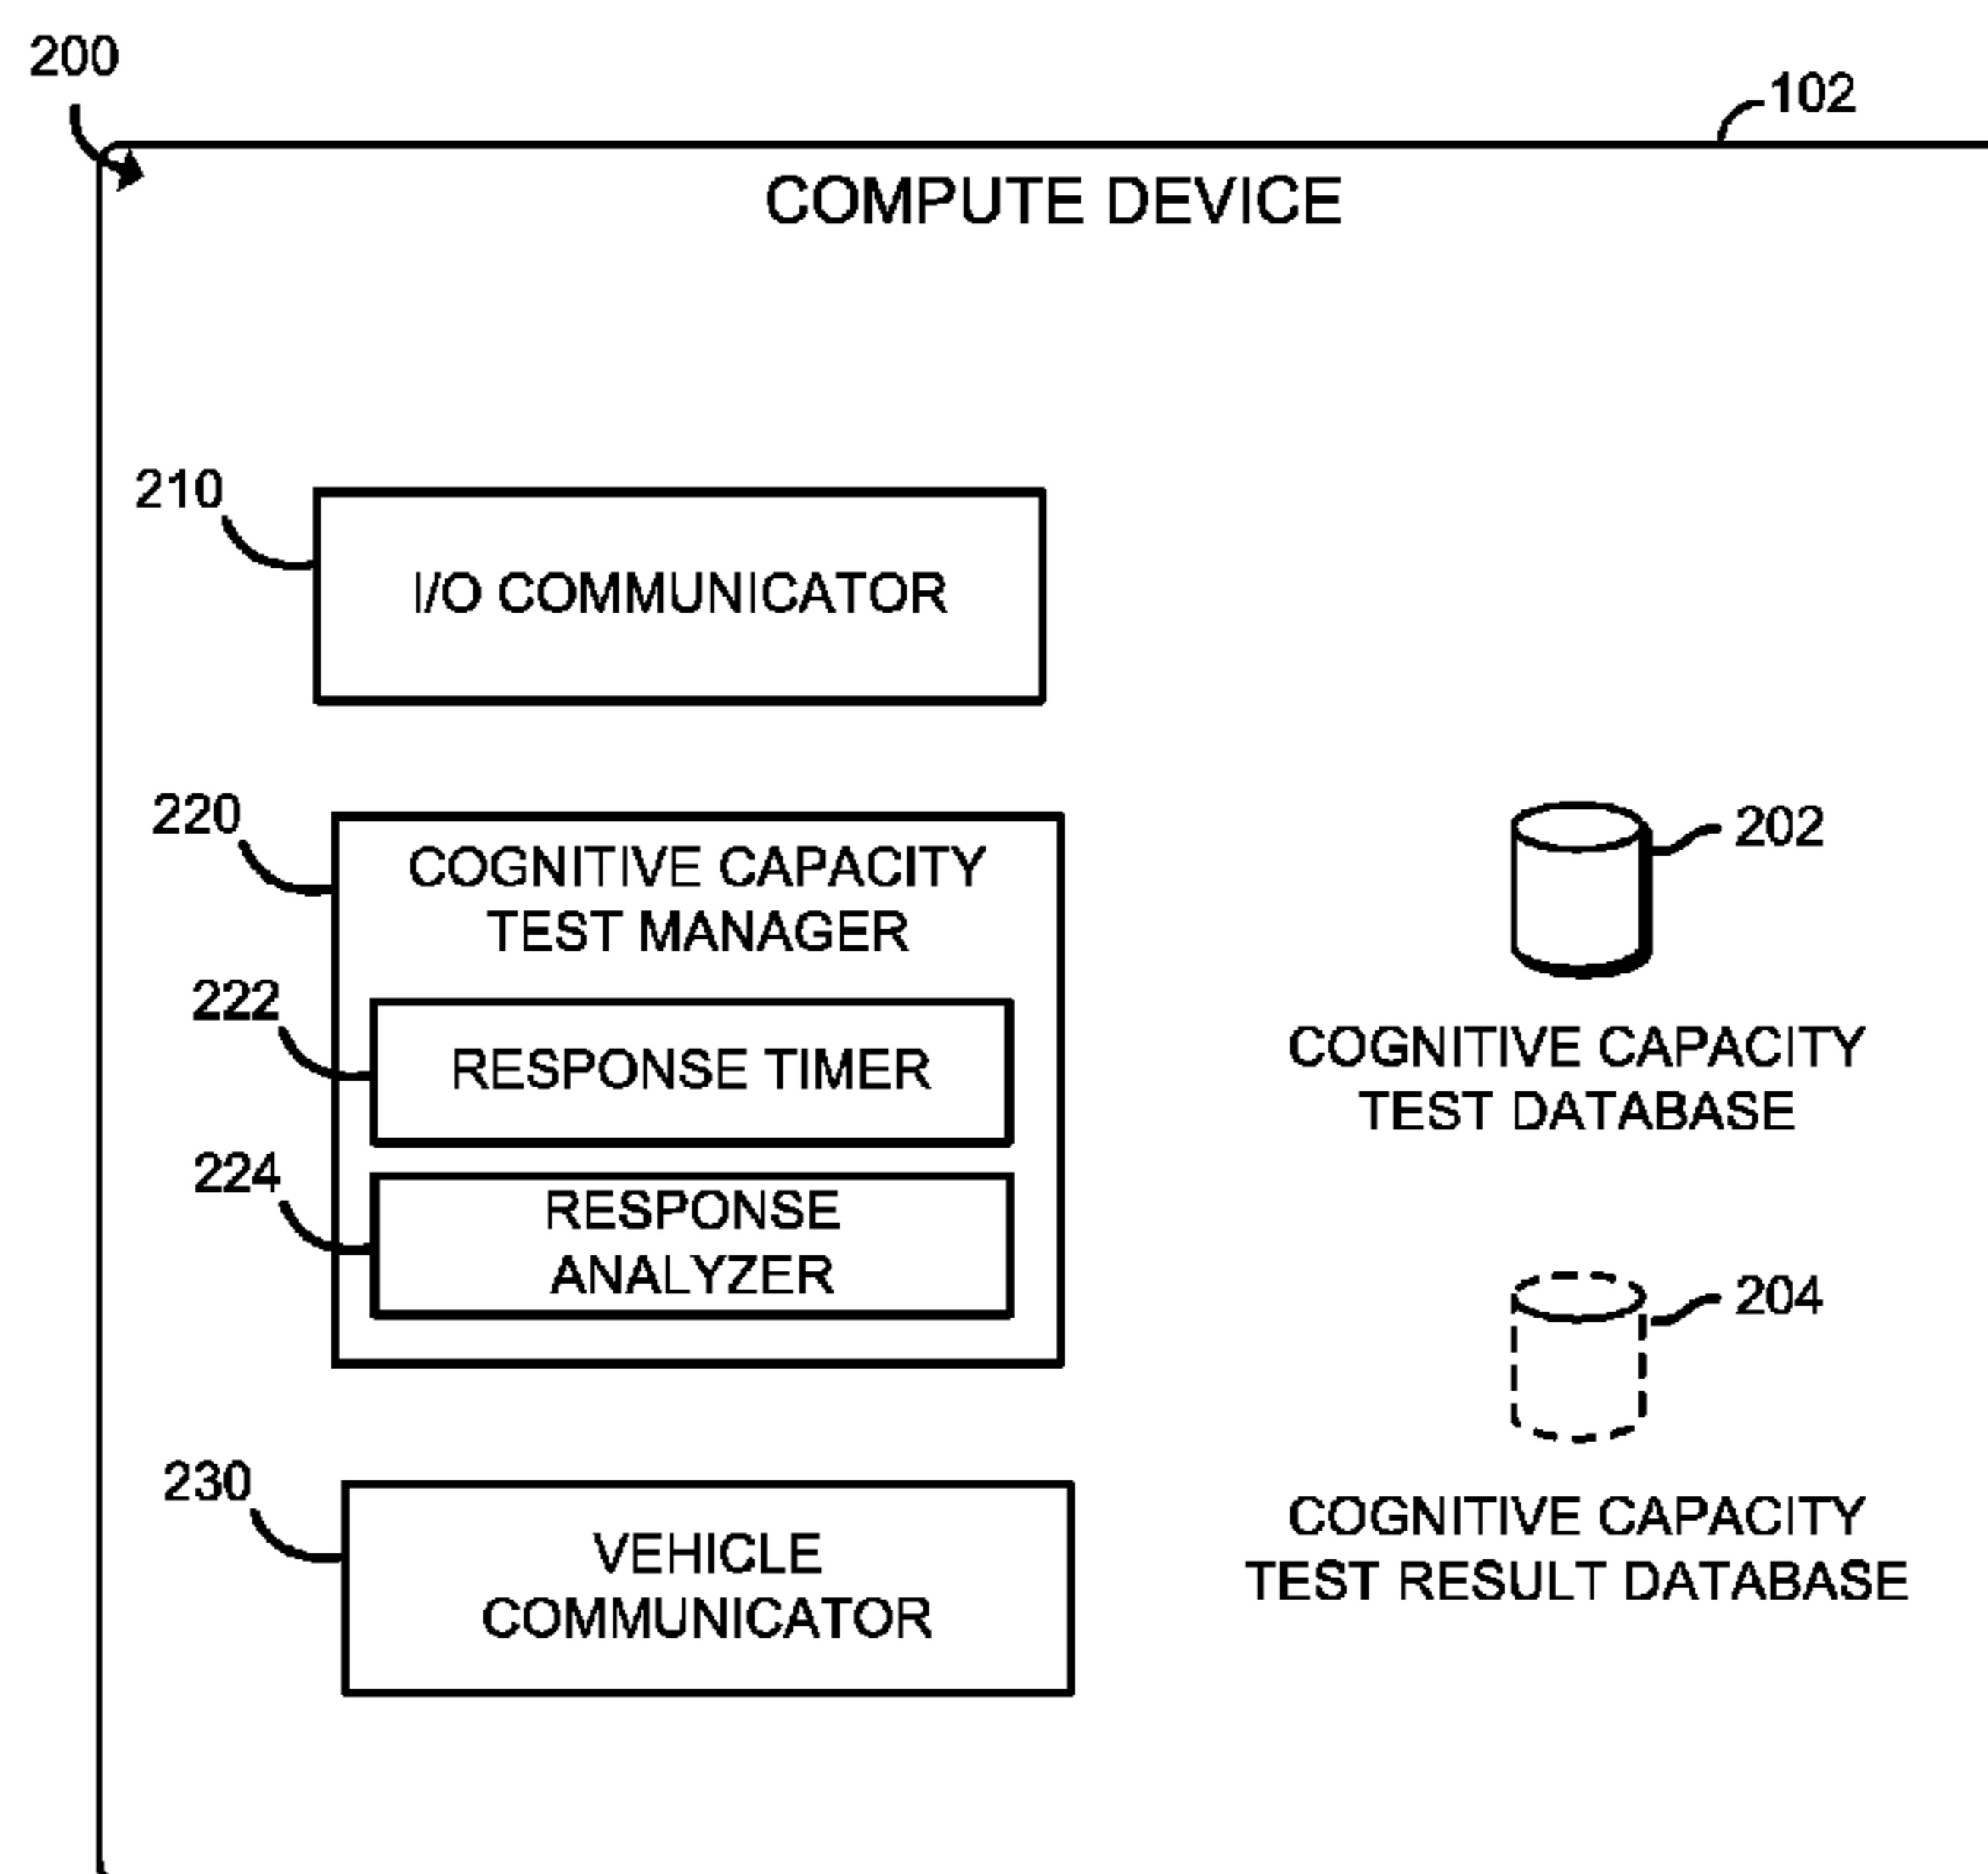 200
102
COMPUTE DEVICE
210
I/O COMMUNICATOR
220
COGNITIVE CAPACITY
TEST MANAGER
222
RESPONSE TIMER
224
RESPONSE
ANALYZER
202
COGNITIVE CAPACITY
TEST DATABASE
204
COGNITIVE CAPACITY
TEST RESULT DATABASE
230
VEHICLE
COMMUNICATOR